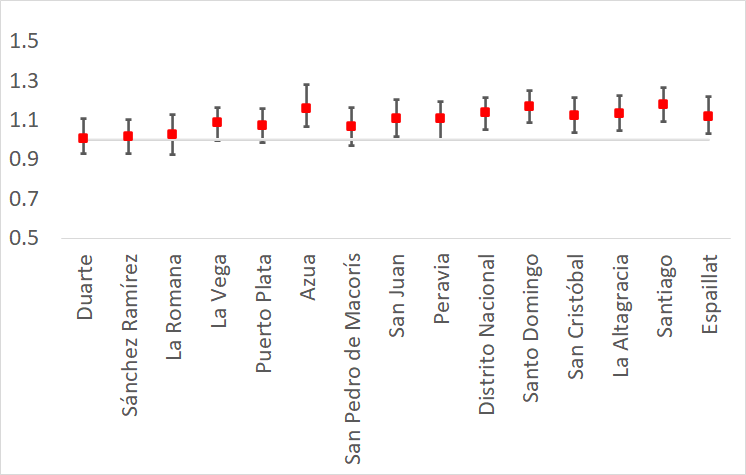 1.5
1.3
1.1
0.9
0.7
0.5
Duarte
Sánchez Ramírez
La Romana
La Vega
Puerto Plata
Azua
San Pedro de Macorís
San Juan
Peravia
Distrito Nacional
Santo Domingo
San Cristóbal
La Altagracia
Santiago
Espaillat